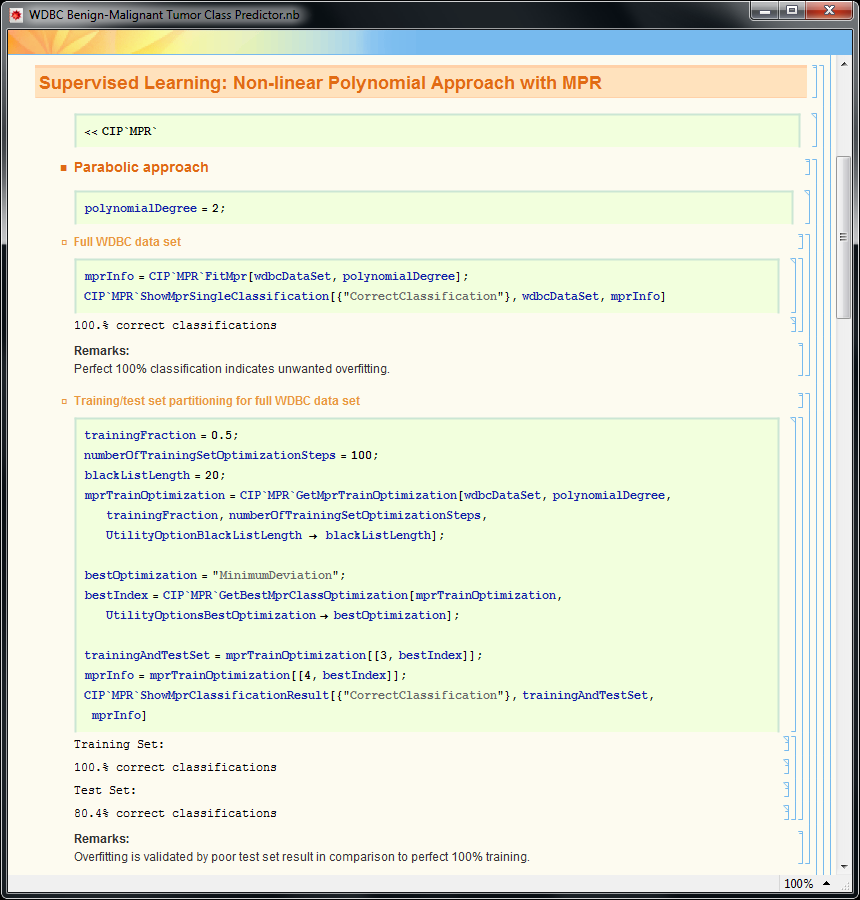 WDBC Benign-Malignant Tumor Class Predictor.nb
Supervised Learning: Non-linear Polynomial Approach with MPR
<< CIP`MPR`
Parabolic approach
polynomialDegree = 2;
Full WDBC data set
mprInfo = CIP`MPR`FitMpr[wdbcDataSet, polynomialDegree];
CIP`MPR`ShowMprSingleClassification[{"CorrectClassification"}, wdbcDataSet, mprInfo]
100.% correct classifications
Remarks:
Perfect 100% classification indicates unwanted overfitting.
Training/test set partitioning for full WDBC data set
trainingFraction = 0.5;
numberOfTrainingSetOptimizationSteps = 100;
blackListLength = 20;
mprTrainOptimization = CIP`MPR`GetMprTrainOptimization[wdbcDataSet, polynomialDegree,
trainingFraction, numberOfTrainingSetOptimizationSteps,
UtilityOptionBlackListLength → blackListLength];
bestOptimization = "MinimumDeviation";
bestIndex = CIP`MPR`GetBestMprClassOptimization[mprTrainOptimization,
UtilityOptionsBestOptimization → bestOptimization];
trainingAndTestSet = mprTrainOptimization[[3, bestIndex]];
mprInfo = mprTrainOptimization[[4, bestIndex]];
CIP`MPR`ShowMprClassificationResult[{"CorrectClassification"}, trainingAndTestSet,
mprInfo]
Training Set:
100.% correct classifications
Test Set:
80.4% correct classifications
Remarks:
Overfitting is validated by poor test set result in comparison to perfect 100% training.
100%